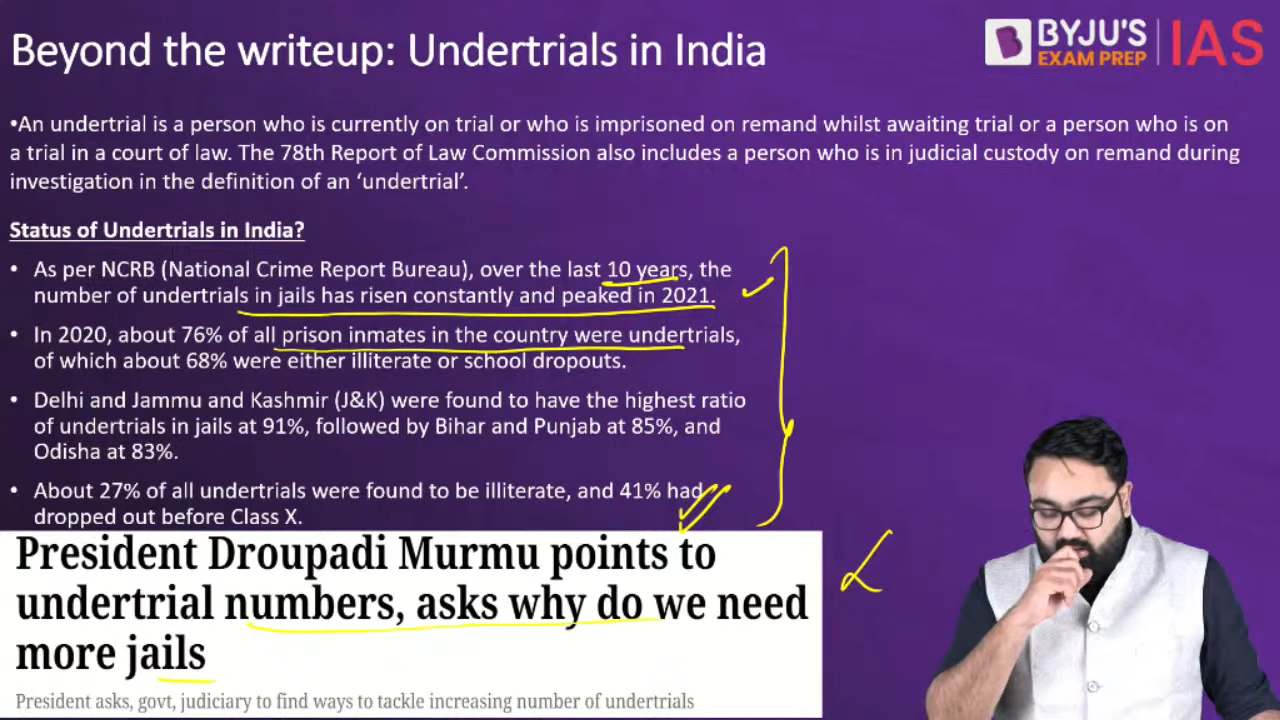 Beyond the writeup: Undertrials in India
BYJU'S
EXAM PREP
IAS
•An undertrial is a person who is currently on trial or who is imprisoned on remand whilst awaiting trial or a person who is on
a trial in a court of law. The 78th Report of Law Commission also includes a person who is in judicial custody on remand during
investigation in the definition of an ‘undertrial’.
Status of Undertrials in India?
• As per NCRB (National Crime Report Bureau), over the last 10 years, the
number of undertrials in jails has risen constantly and peaked in 2021.
• In 2020, about 76% of all prison inmates in the country were undertrials,
of which about 68% were either illiterate or school dropouts.
• Delhi and Jammu and Kashmir (J&K) were found to have the highest ratio
of undertrials in jails at 91%, followed by Bihar and Punjab at 85%, and
Odisha at 83%.
• About 27% of all undertrials were found to be illiterate, and 41% had
dropped out before Class X.
President Droupadi Murmu points to
undertrial numbers, asks why do we need
more jails
President asks, govt, judiciary to find ways to tackle increasing number of undertrials